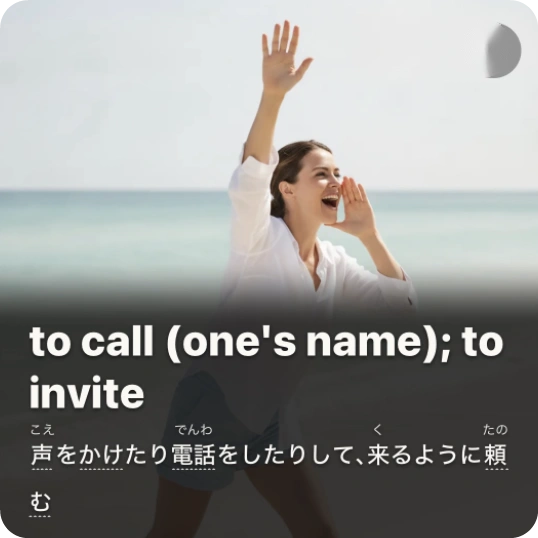 to call (one's name); to
invite
こえ でんわ く たの
声をかけたり電話をしたりして、来るように頼
む